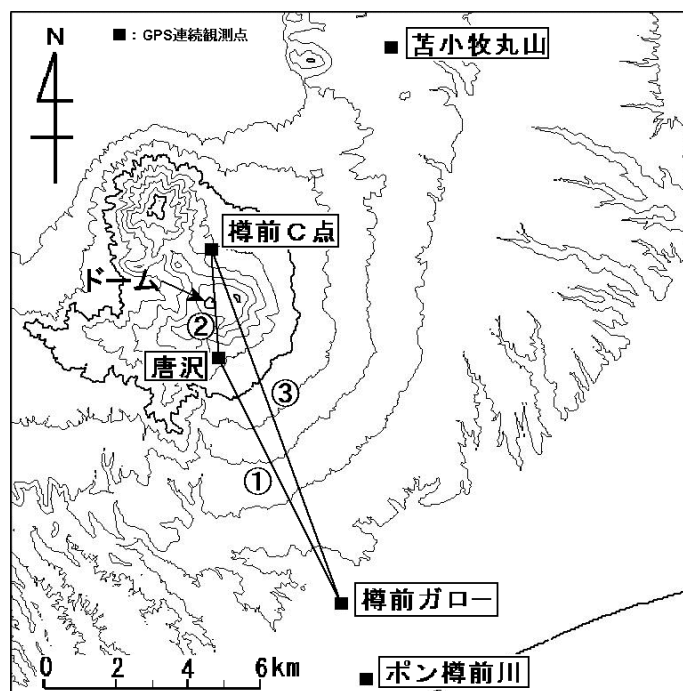 N
■：GPS連続観測点
苫小牧丸山
樽前C点
ドーム
②
唐沢
③
①
樽前ガロー
0 2 4 6km
ポン樽前川